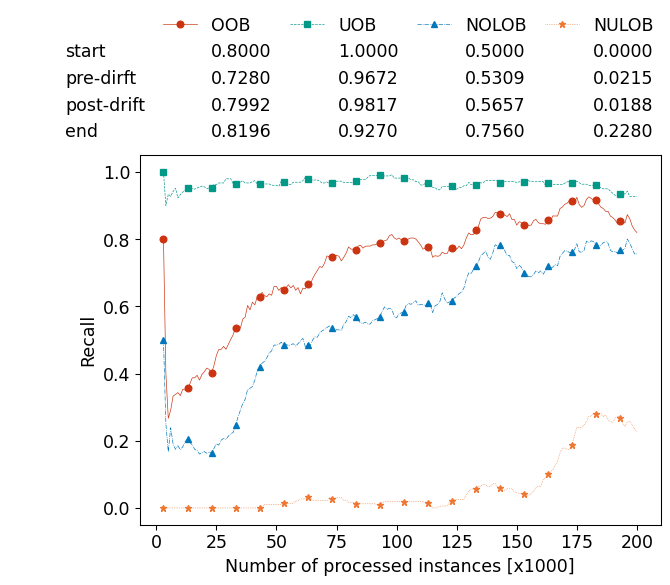 OOB UOB NOLOB NULOB
start 0.8000 1.0000 0.5000 0.0000
pre-dirft 0.7280 0.9672 0.5309 0.0215
post-drift 0.7992 0.9817 0.5657 0.0188
end 0.8196 0.9270 0.7560 0.2280
1.0
0.8
0.6
0.4
0.2
0.0
Recall
0 25 50 75 100 125 150 175 200
Number of processed instances [x1000]